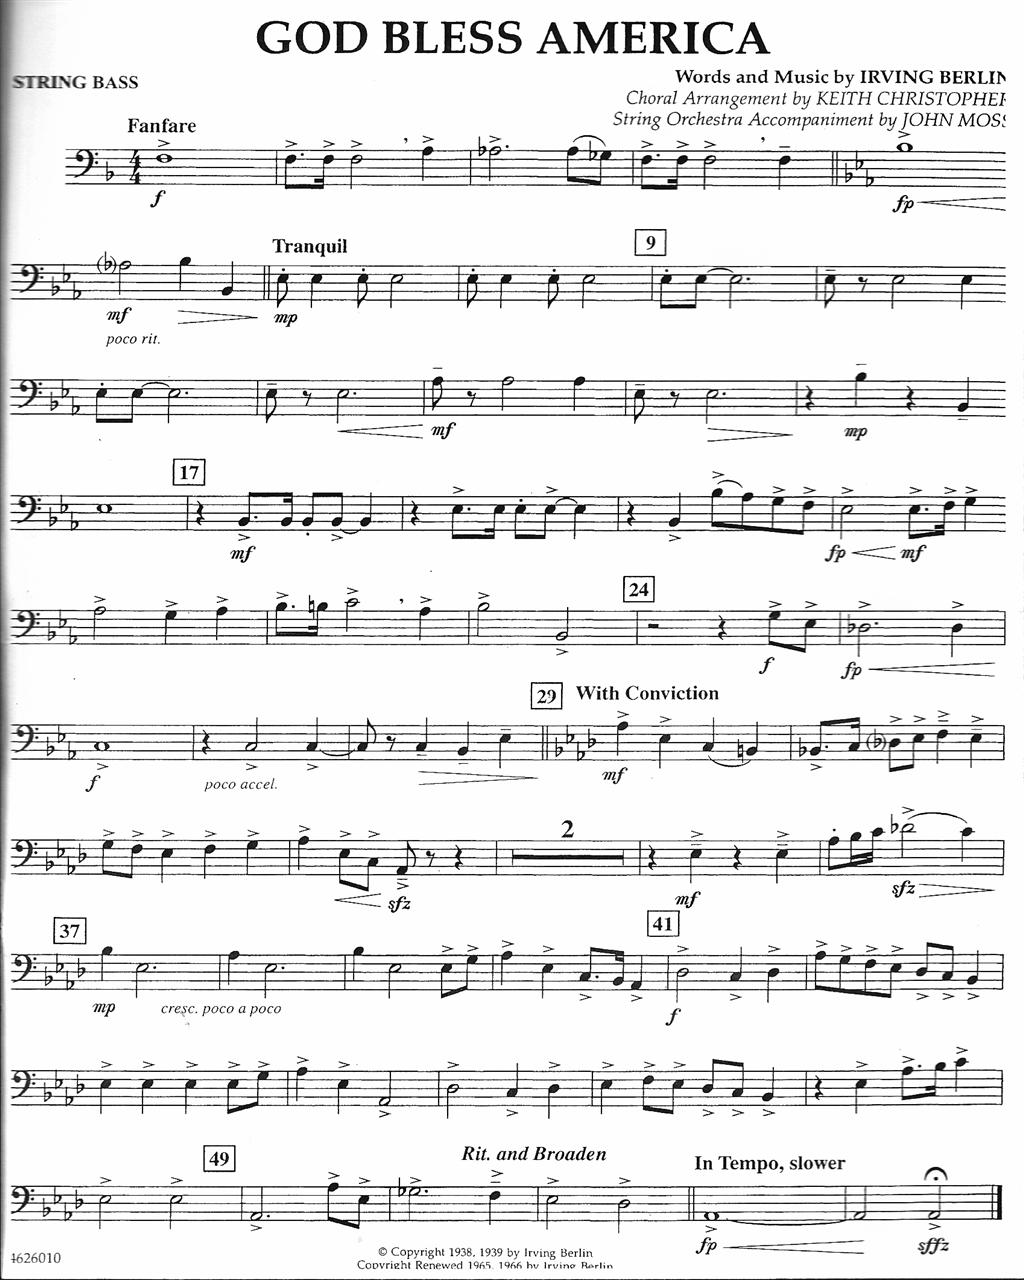 GOD BLESS AMERICA
STRING BASS
Words and Music by IRVING BERLIN
Choral Arrangement by KEITH CHRISTOPHER
String Orchestra Accompaniment by JOHN MOSS
Fanfare
f
fp
Tranquil
9
mf
mp
poco rit.
mf
mp
17
mf
fp
mf
24
f
fp
29 With Conviction
f
poco accel.
mf
2
sfz
mf
sfz
37
41
mp
cresc. poco a poco
f
49
Rit. and Broaden
In Tempo, slower
fp
sffz
4626010
© Copyright 1938, 1939 by Irving Berlin
Copyright Renewed 1965, 1966 by Irving Berlin